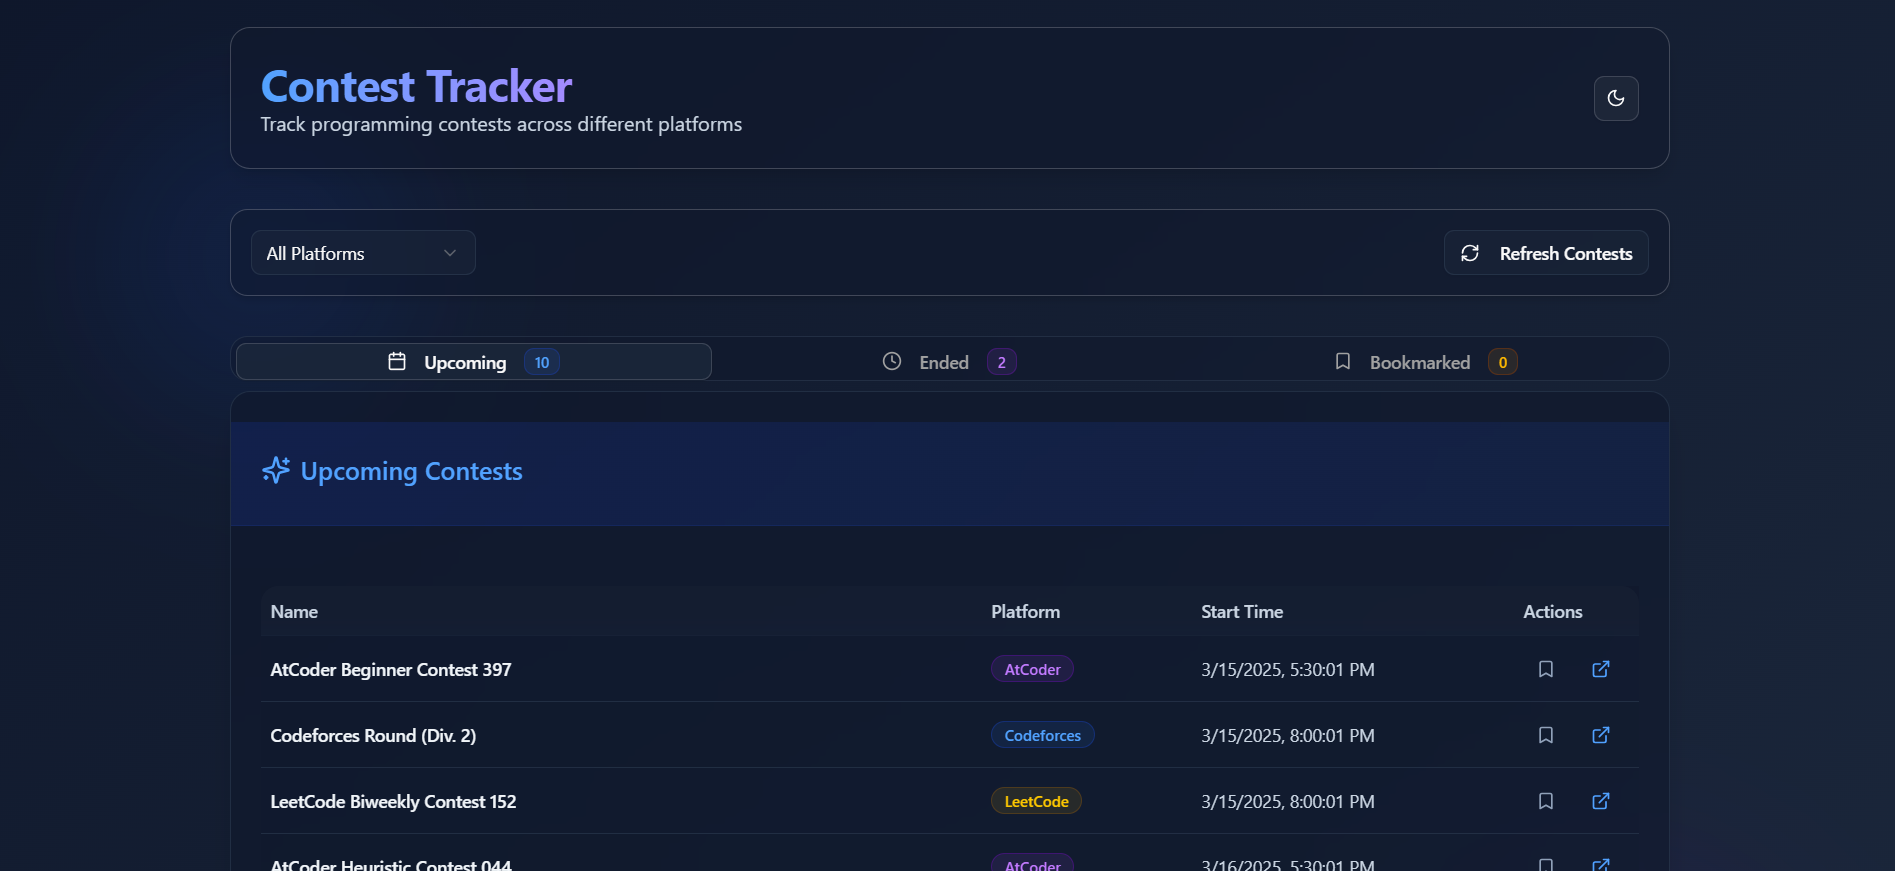 Contest Tracker
Track programming contests across different platforms
All Platforms
Refresh Contests
Upcoming 10
Ended 2
Bookmarked 0
Upcoming Contests
Name Platform Start Time Actions
AtCoder Beginner Contest 397 AtCoder 3/15/2025, 5:30:01 PM
Codeforces Round (Div. 2) Codeforces 3/15/2025, 8:00:01 PM
LeetCode Biweekly Contest 152 LeetCode 3/15/2025, 8:00:01 PM
AtCoder Heuristic Contest 044 AtCoder 3/16/2025, 5:30:01 PM